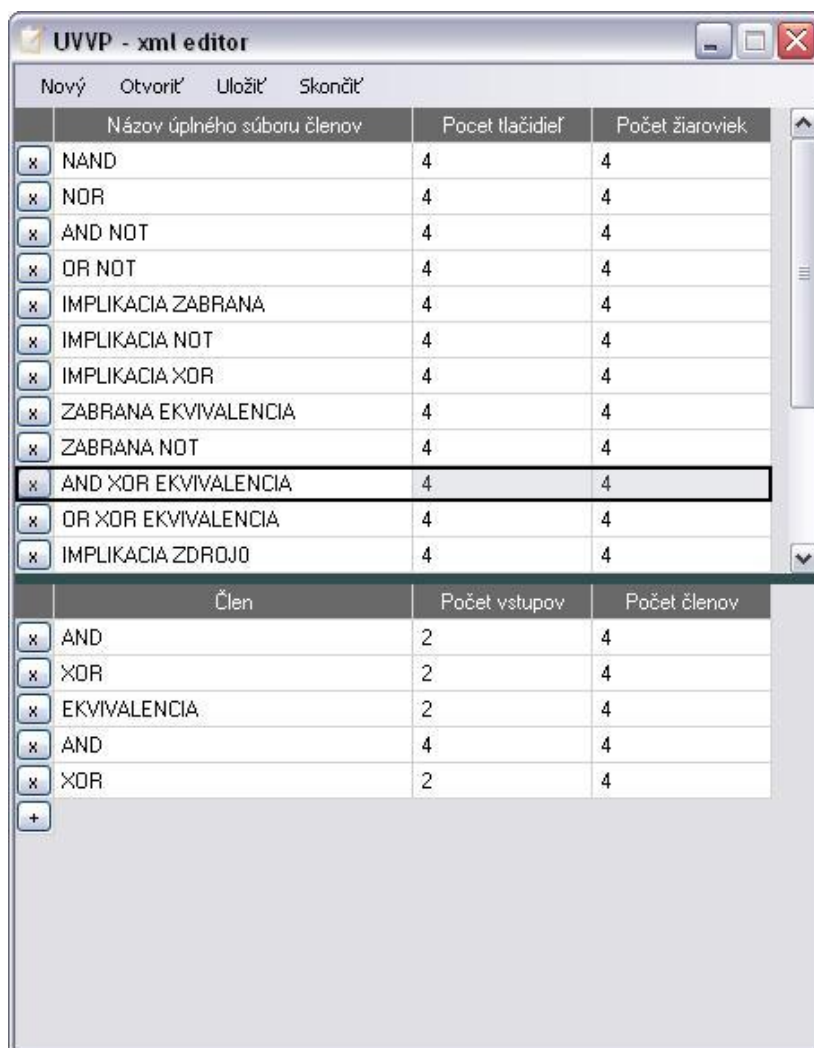 UVVP - xml editor
Nový Otvoriť Uložiť Skončiť
Názov úplného súboru členov Pocet tlačidieľ Počet žiaroviek
x NAND 4 4
x NOR 4 4
x AND NOT 4 4
x OR NOT 4 4
x IMPLIKACIA ZABRANA 4 4
x IMPLIKACIA NOT 4 4
x IMPLIKACIA XOR 4 4
x ZABRANA EKVIVALENCIA 4 4
x ZABRANA NOT 4 4
x AND XOR EKVIVALENCIA 4 4
x OR XOR EKVIVALENCIA 4 4
x IMPLIKACIA ZDROJ0 4 4
Člen Počet vstupov Počet členov
x AND 2 4
x XOR 2 4
x EKVIVALENCIA 2 4
x AND 4 4
x XOR 2 4
+